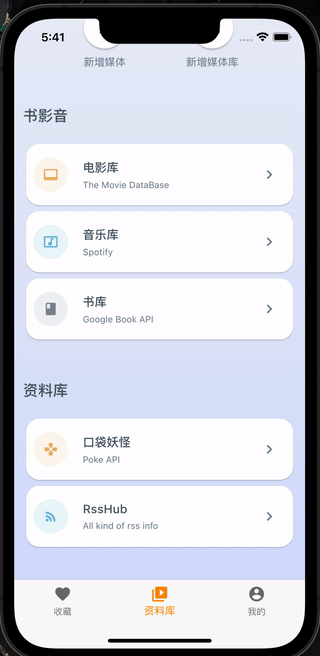 5:41
新增媒体 新增媒体库
书影音
电影库
The Movie DataBase
音乐库
Spotify
书库
Google Book API
资料库
口袋妖怪
Poke API
RssHub
All kind of rss info
收藏 资料库 我的